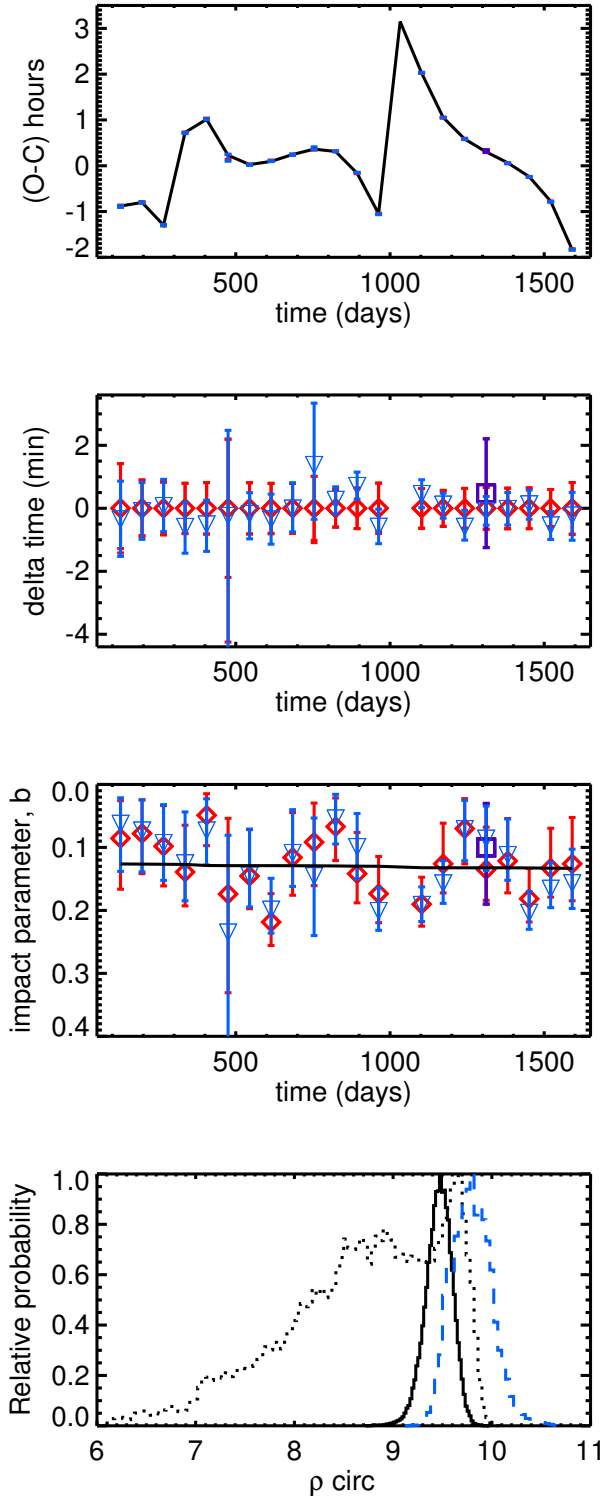 3
2
1
0
-1
-2
(O-C) hours
500 1000 1500
time (days)
2
0
-2
-4
delta time (min)
500 1000 1500
time (days)
0.0
0.1
0.2
0.3
0.4
impact parameter, b
500 1000 1500
time (days)
1.0
0.8
0.6
0.4
0.2
0.0
Relative probability
6 7 8 9 10 11
ρ circ